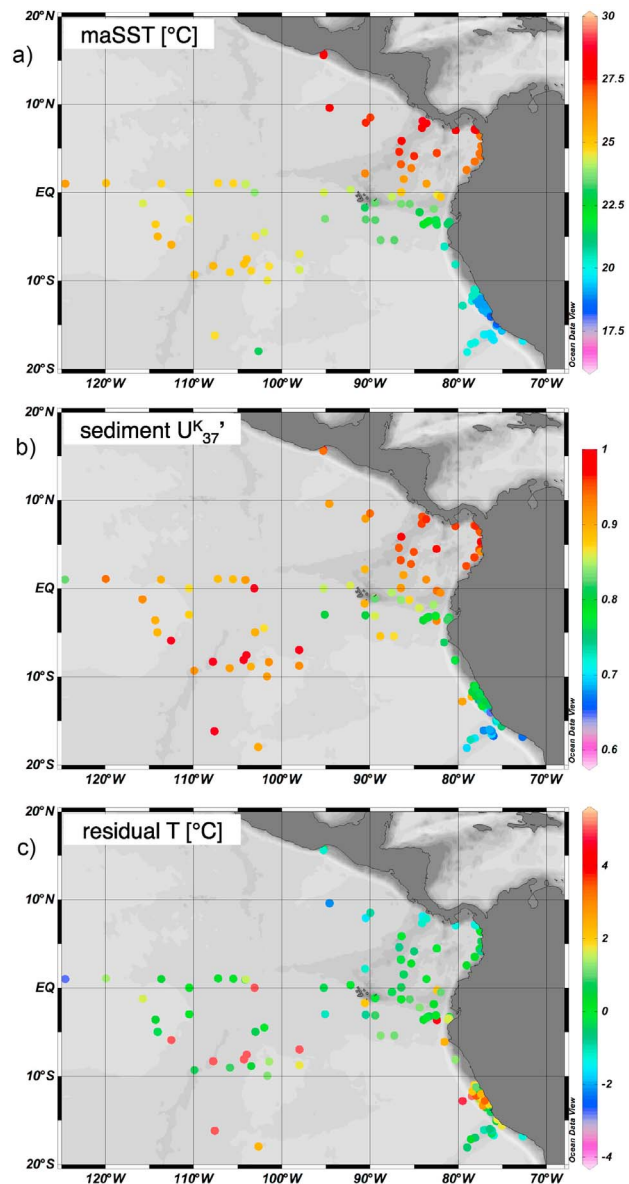 a)
maSST [°C]
20°N
10°N
EQ
10°S
20°S
120°W
110°W
100°W
90°W
80°W
70°W
Ocean Data View
30
27.5
25
22.5
20
17.5
b)
sediment U^K_37'
20°N
10°N
EQ
10°S
20°S
120°W
110°W
100°W
90°W
80°W
70°W
Ocean Data View
1
0.9
0.8
0.7
0.6
c)
residual T [°C]
20°N
10°N
EQ
10°S
20°S
120°W
110°W
100°W
90°W
80°W
70°W
Ocean Data View
4
2
0
-2
-4